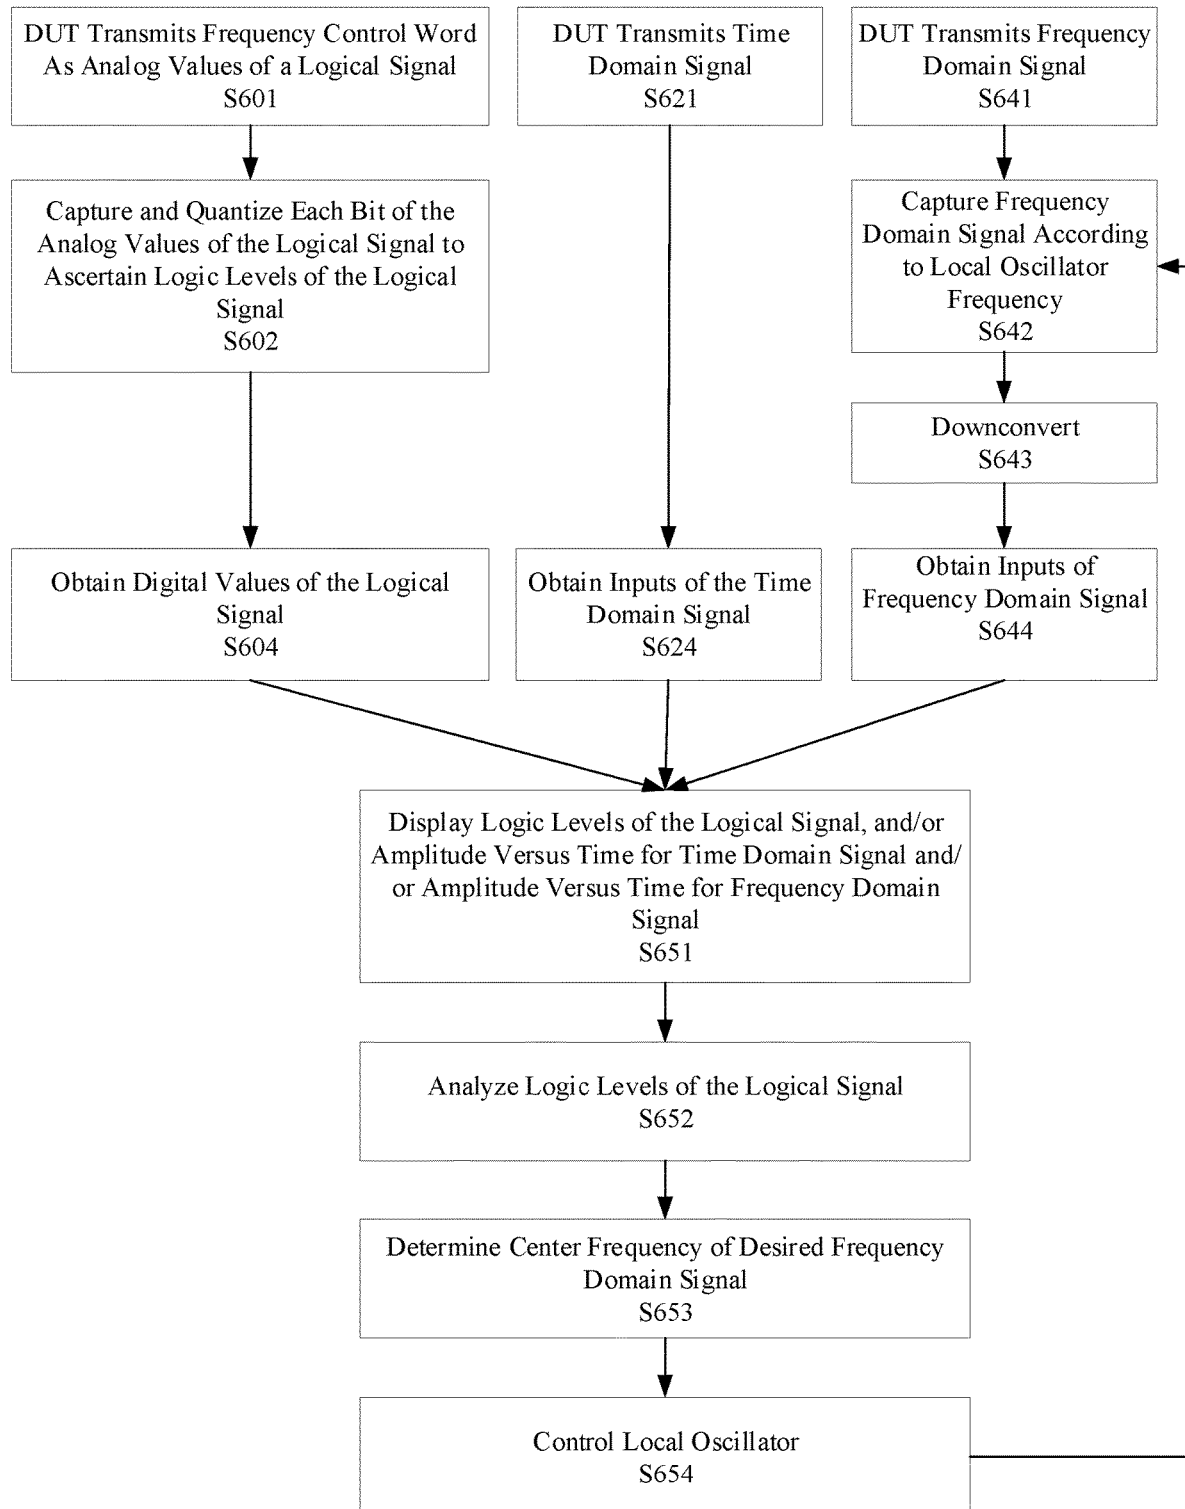 DUT Transmits Frequency Control Word
As Analog Values of a Logical Signal
S601
DUT Transmits Time
Domain Signal
S621
DUT Transmits Frequency
Domain Signal
S641
Capture and Quantize Each Bit of the
Analog Values of the Logical Signal to
Ascertain Logic Levels of the Logical
Signal
S602
Capture Frequency
Domain Signal According
to Local Oscillator
Frequency
S642
Downconvert
S643
Obtain Digital Values of the Logical
Signal
S604
Obtain Inputs of the Time
Domain Signal
S624
Obtain Inputs of
Frequency Domain Signal
S644
Display Logic Levels of the Logical Signal, and/or
Amplitude Versus Time for Time Domain Signal and/
or Amplitude Versus Time for Frequency Domain
Signal
S651
Analyze Logic Levels of the Logical Signal
S652
Determine Center Frequency of Desired Frequency
Domain Signal
S653
Control Local Oscillator
S654